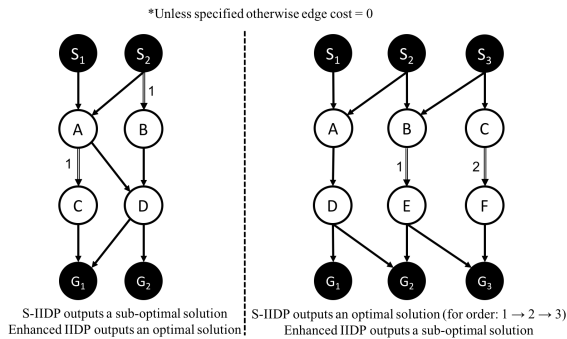 *Unless specified otherwise edge cost = 0
S1 S2 S1 S2 S3
1
A B A B C
1 1 2
C D D E F
G1 G2 G1 G2 G3
S-IIDP outputs a sub-optimal solution
Enhanced IIDP outputs an optimal solution
S-IIDP outputs an optimal solution (for order: 1 → 2 → 3)
Enhanced IIDP outputs a sub-optimal solution